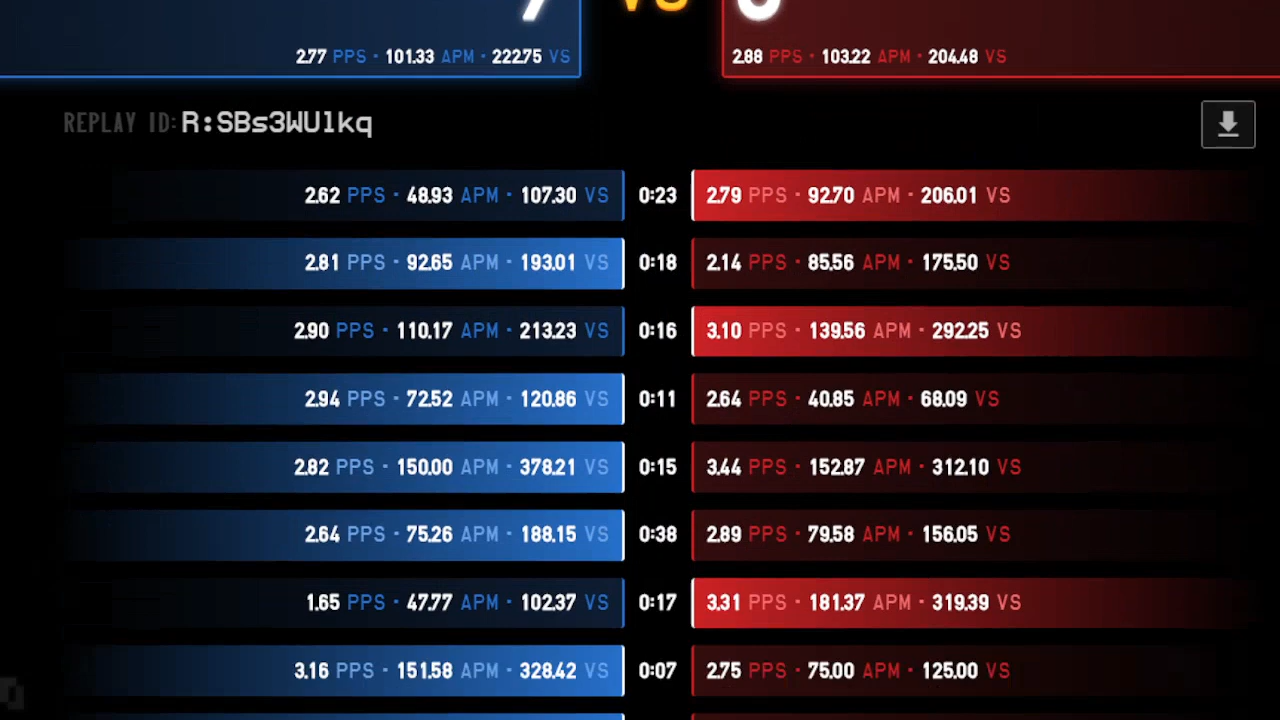 VS
2.77 PPS · 101.33 APM · 222.75 VS 2.88 PPS · 103.22 APM · 204.48 VS
REPLAY ID: R:SBs3WUlkq
2.62 PPS · 48.93 APM · 107.30 VS 0:23 2.79 PPS · 92.70 APM · 206.01 VS
2.81 PPS · 92.65 APM · 193.01 VS 0:18 2.14 PPS · 85.56 APM · 175.50 VS
2.90 PPS · 110.17 APM · 213.23 VS 0:16 3.10 PPS · 139.56 APM · 292.25 VS
2.94 PPS · 72.52 APM · 120.86 VS 0:11 2.64 PPS · 40.85 APM · 68.09 VS
2.82 PPS · 150.00 APM · 378.21 VS 0:15 3.44 PPS · 152.87 APM · 312.10 VS
2.64 PPS · 75.26 APM · 188.15 VS 0:38 2.89 PPS · 79.58 APM · 156.05 VS
1.65 PPS · 47.77 APM · 102.37 VS 0:17 3.31 PPS · 181.37 APM · 319.39 VS
3.16 PPS · 151.58 APM · 328.42 VS 0:07 2.75 PPS · 75.00 APM · 125.00 VS